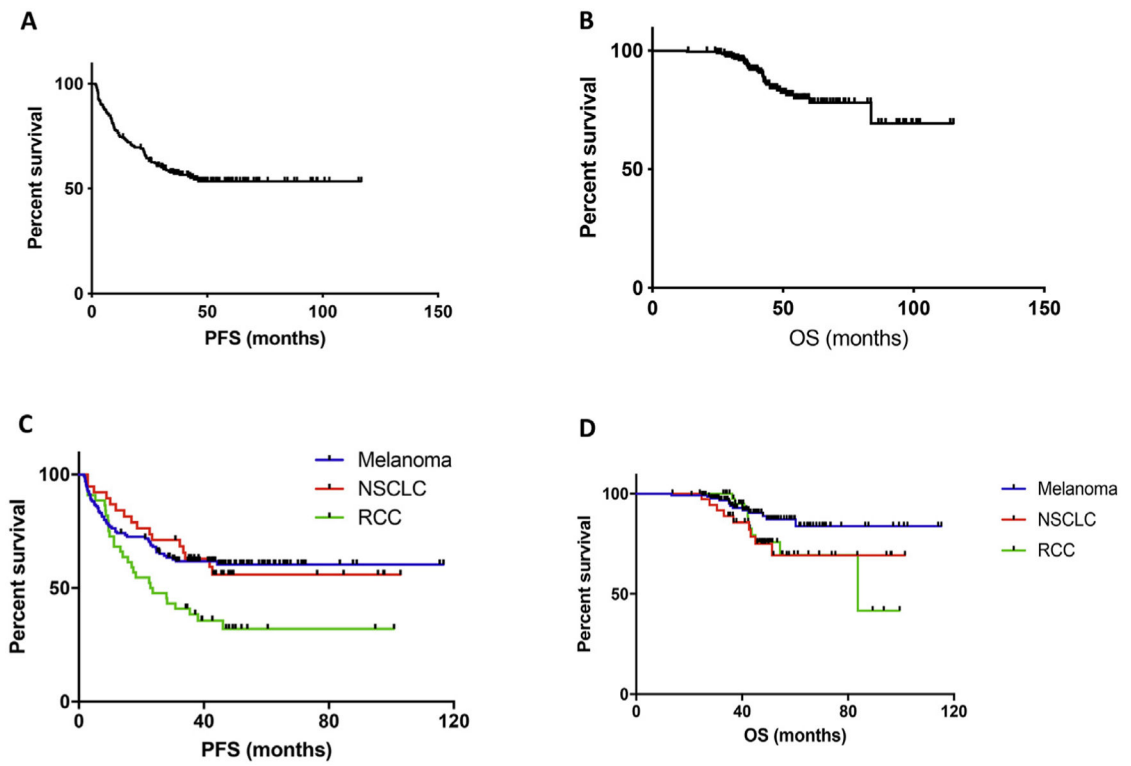 A
Percent survival
100
50
0
0 50 100 150
PFS (months)
B
Percent survival
100
50
0
0 50 100 150
OS (months)
C
Percent survival
100
50
0
0 40 80 120
PFS (months)
Melanoma
NSCLC
RCC
D
Percent survival
100
50
0
0 40 80 120
OS (months)
Melanoma
NSCLC
RCC